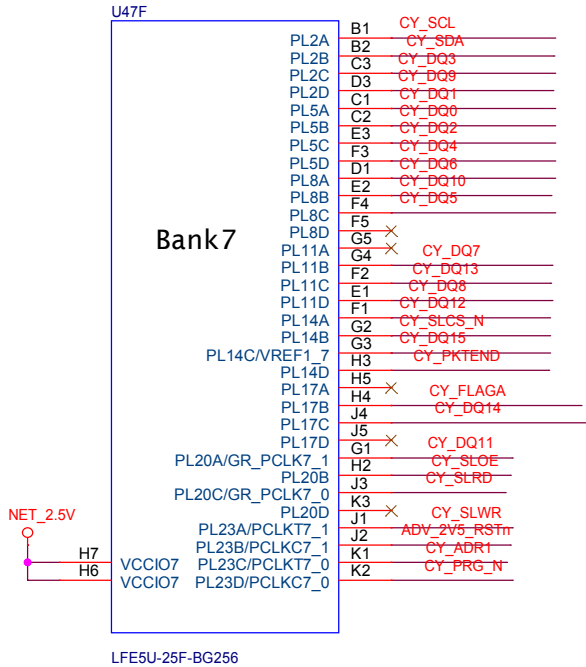 U47F
PL2A B1 CY_SCL
PL2B B2 CY_SDA
PL2C C3 CY_DQ3
PL2D D3 CY_DQ9
PL5A C1 CY_DQ1
PL5B C2 CY_DQ0
PL5C E3 CY_DQ2
PL5D F3 CY_DQ4
PL8A D1 CY_DQ6
PL8B E2 CY_DQ10
PL8C F4 CY_DQ5
PL8D F5
Bank7
PL11A G5
PL11B G4 CY_DQ7
PL11C F2 CY_DQ13
PL11D E1 CY_DQ8
PL14A F1 CY_DQ12
PL14B G2 CY_SLCS_N
PL14C/VREF1_7 G3 CY_DQ15
PL14D H3 CY_PKTEND
PL17A H5
PL17B H4 CY_FLAGA
PL17C J4 CY_DQ14
PL17D J5
PL20A/GR_PCLK7_1 G1 CY_DQ11
PL20B H2 CY_SLOE
PL20C/GR_PCLK7_0 J3 CY_SLRD
PL20D K3
NET_2.5V
PL23A/PCLKT7_1 J1 CY_SLWR
PL23B/PCLKC7_1 J2 ADV_2V5_RSTn
H7 VCCIO7 PL23C/PCLKT7_0 K1 CY_ADR1
H6 VCCIO7 PL23D/PCLKC7_0 K2 CY_PRG_N
LFE5U-25F-BG256